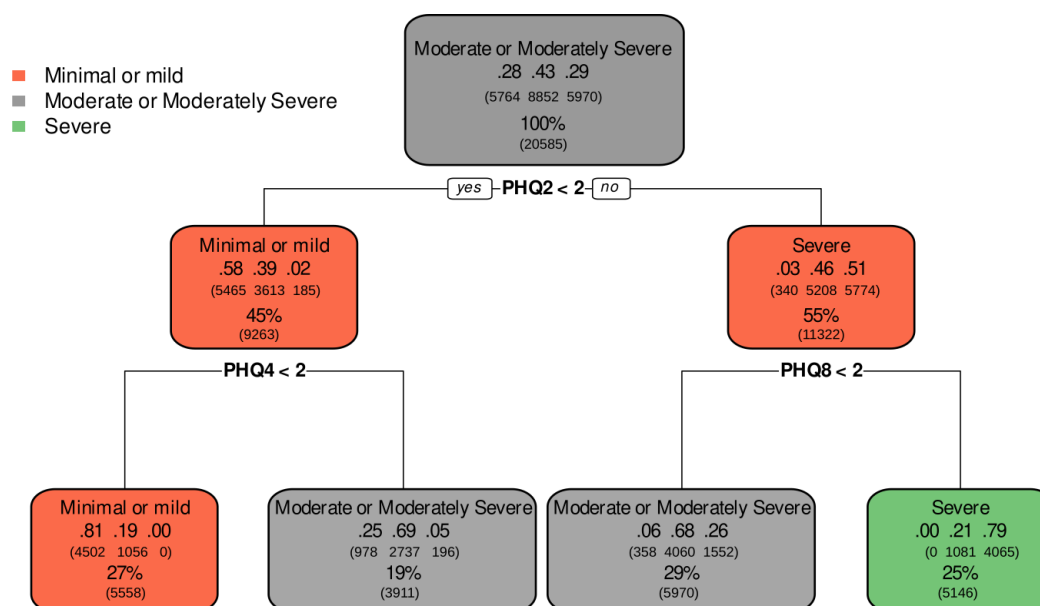 Minimal or mild
Moderate or Moderately Severe
Severe
Moderate or Moderately Severe
.28 .43 .29
(5764 8852 5970)
100%
(20585)
yes PHQ2 < 2 no
Minimal or mild
.58 .39 .02
(5465 3613 185)
45%
(9263)
Severe
.03 .46 .51
(340 5208 5774)
55%
(11322)
PHQ4 < 2
PHQ8 < 2
Minimal or mild
.81 .19 .00
(4502 1056 0)
27%
(5558)
Moderate or Moderately Severe
.25 .69 .05
(978 2737 196)
19%
(3911)
Moderate or Moderately Severe
.06 .68 .26
(358 4060 1552)
29%
(5970)
Severe
.00 .21 .79
(0 1081 4065)
25%
(5146)